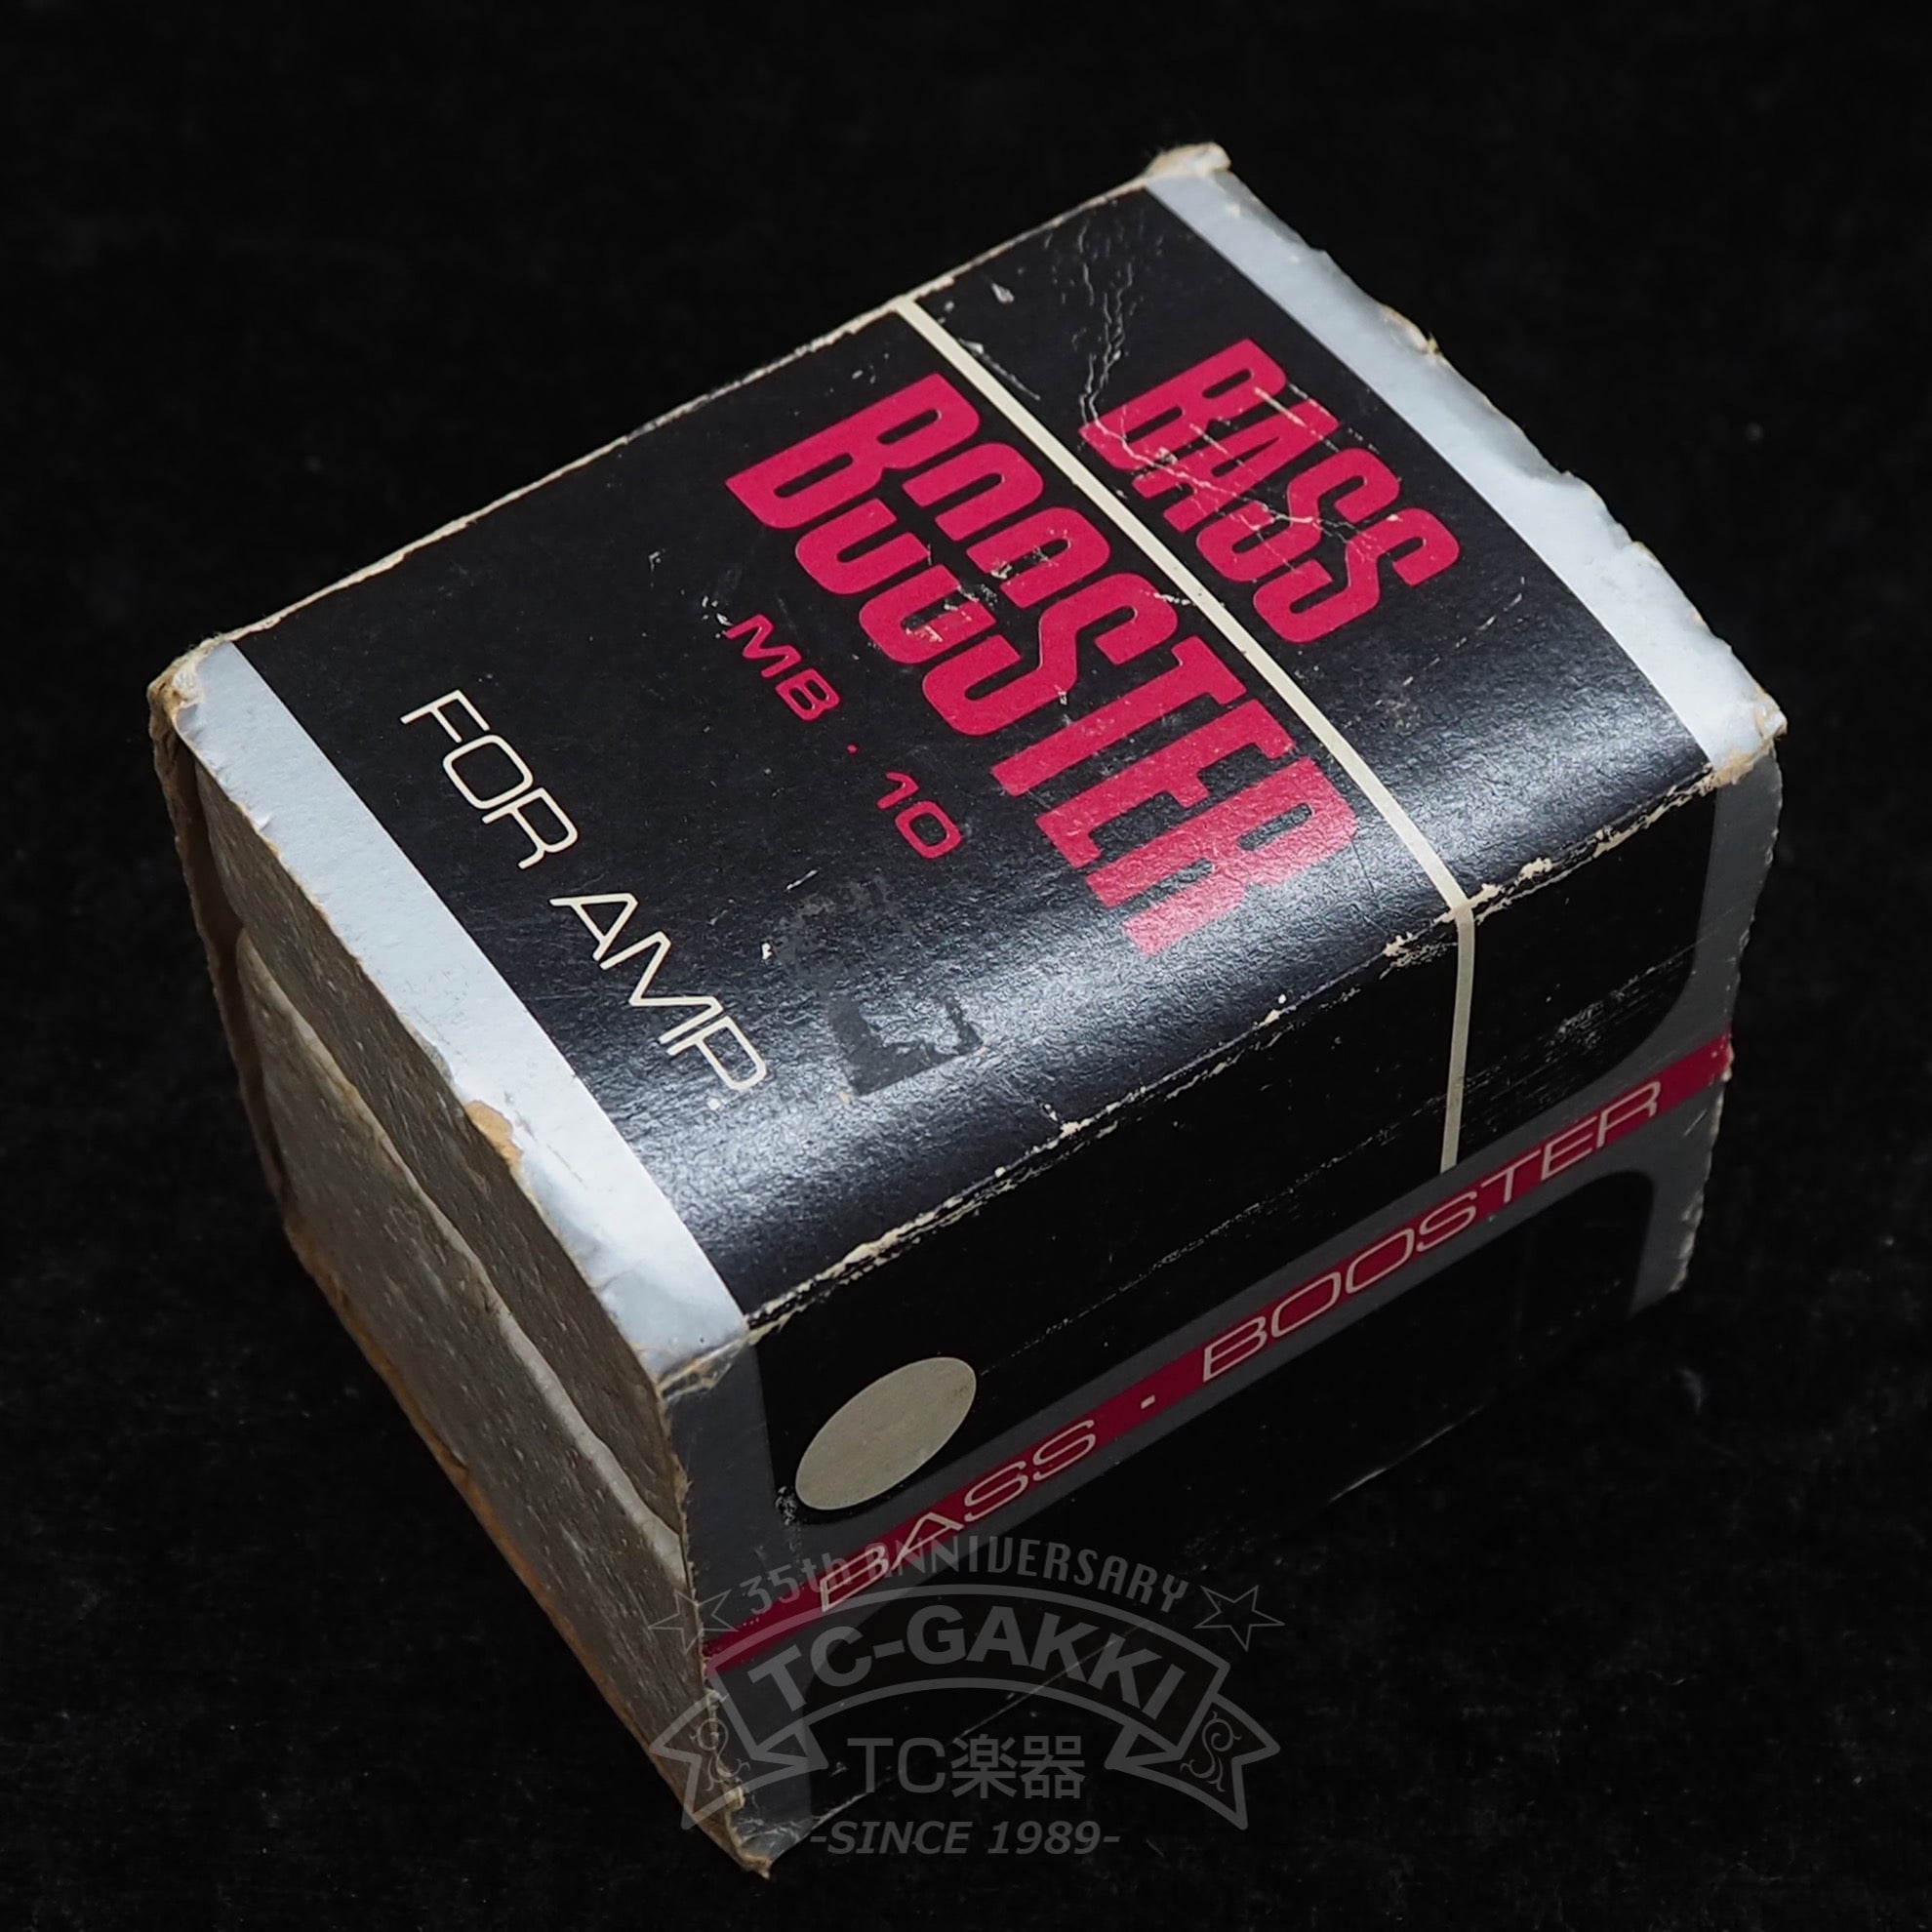 BASS
BOOSTER
MB·10
FOR AMP.
BASS · BOOSTER
35th ANNIVERSARY
TC-GAKKI
TC楽器
-SINCE 1989-